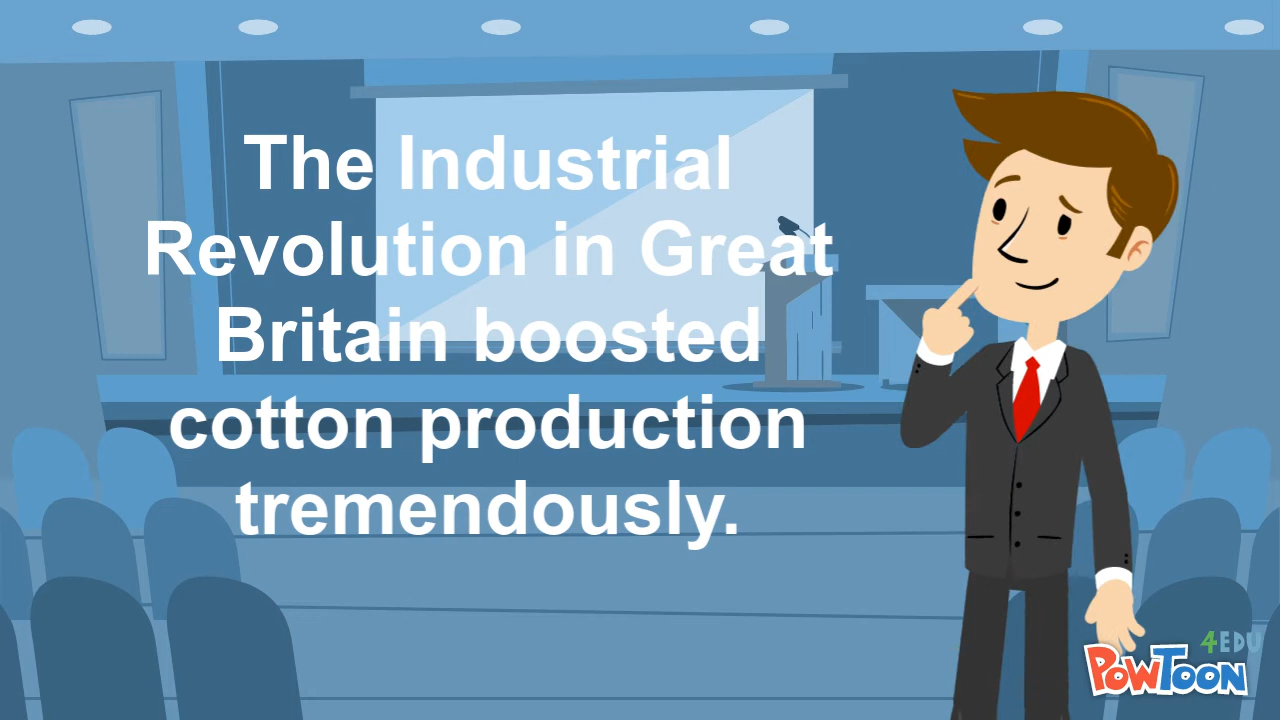 The Industrial
Revolution in Great
Britain boosted
cotton production
tremendously.
4EDU
POWTOON